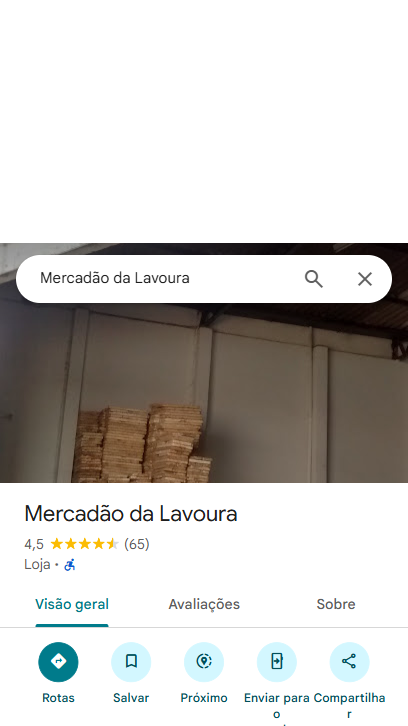 Mercadão da Lavoura
Mercadão da Lavoura
4,5 (65)
Loja ·
Visão geral Avaliações Sobre
Rotas Salvar Próximo Enviar para o Compartilhar